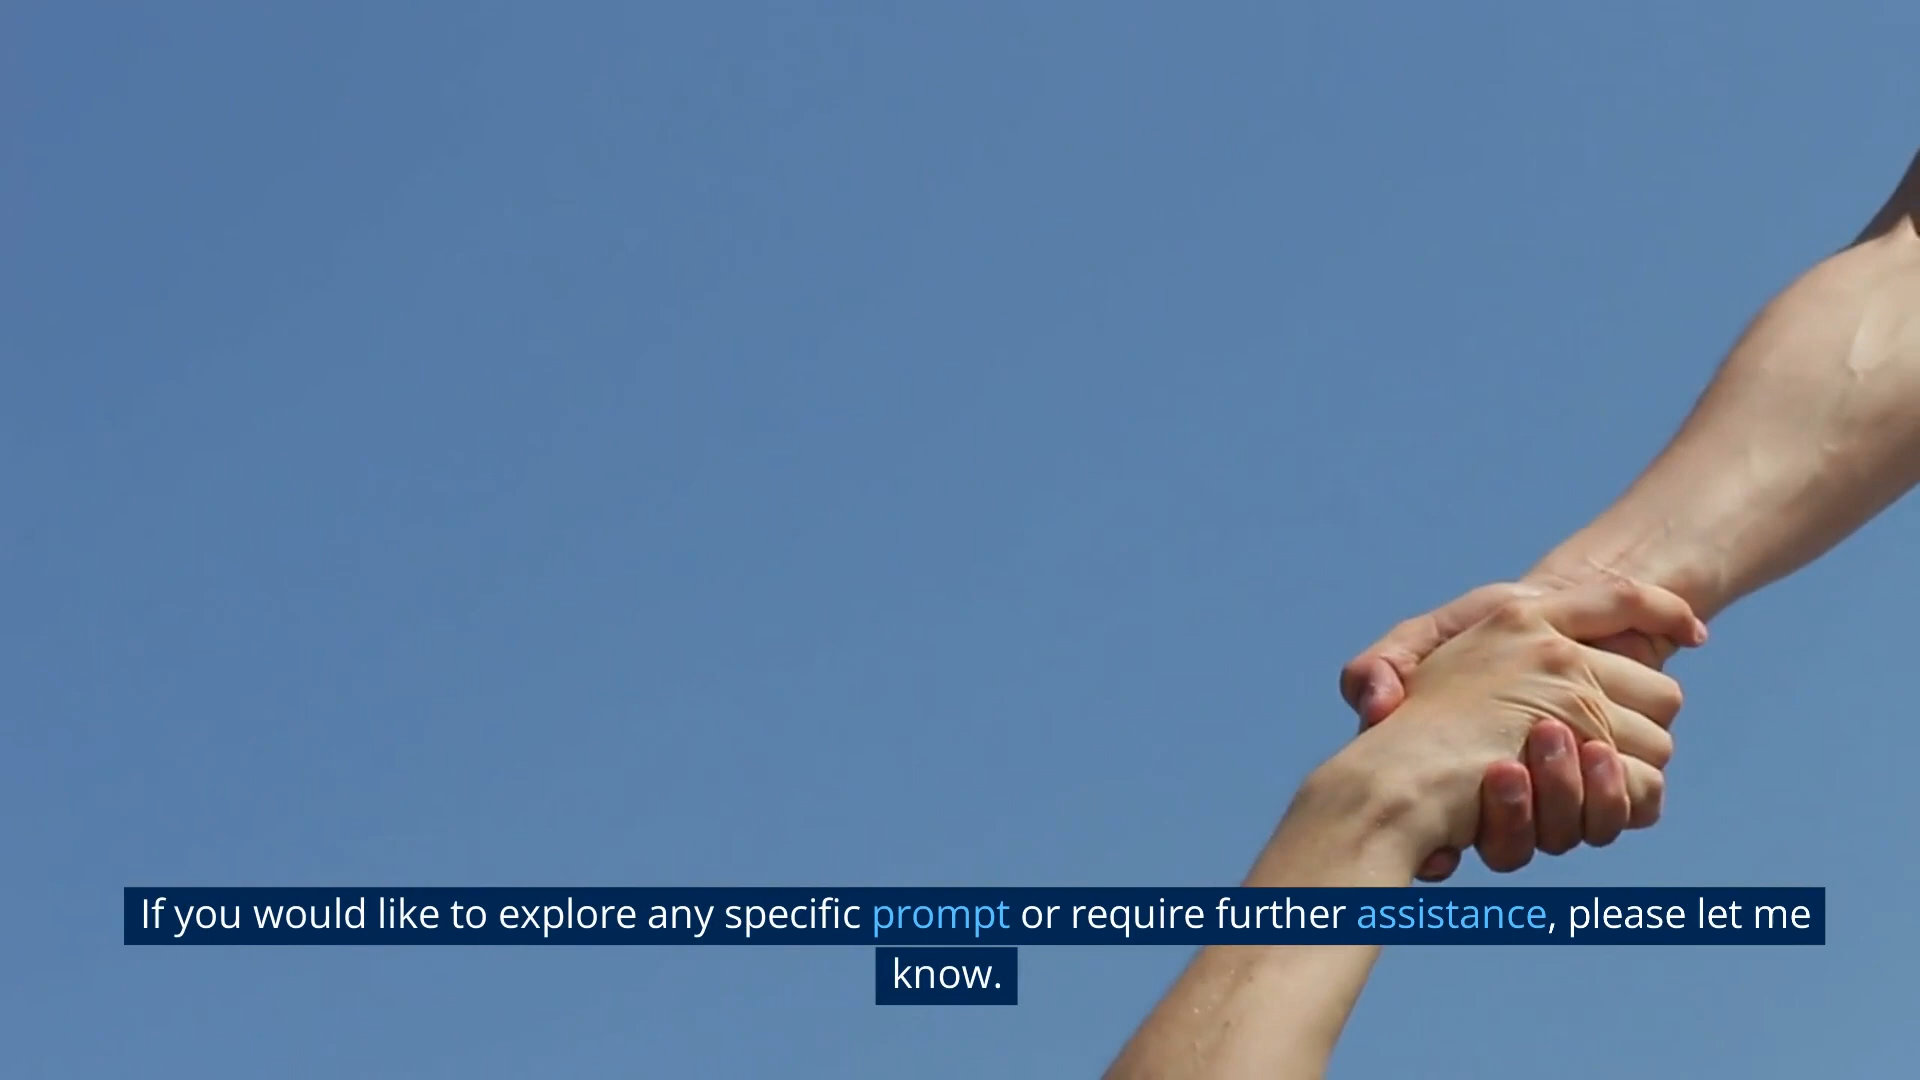 If you would like to explore any specific prompt or require further assistance, please let me
know.